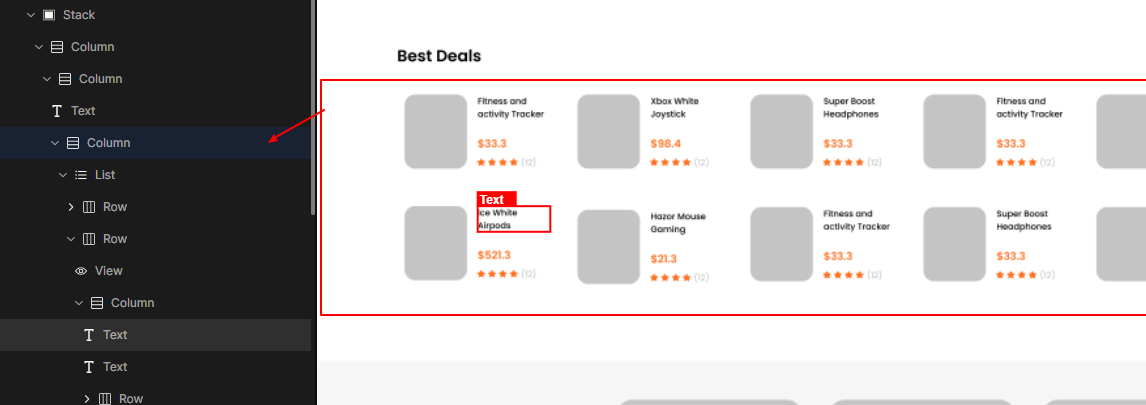 Stack
Column
Column
Text
Column
List
Row
Row
View
Column
Text
Text
Row
Best Deals
Fitness and
activity Tracker
$33.3
(12)
Xbox White
Joystick
$98.4
(12)
Super Boost
Headphones
$33.3
(12)
Fitness and
activity Tracker
$33.3
(12)
Text
Ice White
Airpods
$521.3
(12)
Hazor Mouse
Gaming
$21.3
(12)
Fitness and
activity Tracker
$33.3
(12)
Super Boost
Headphones
$33.3
(12)